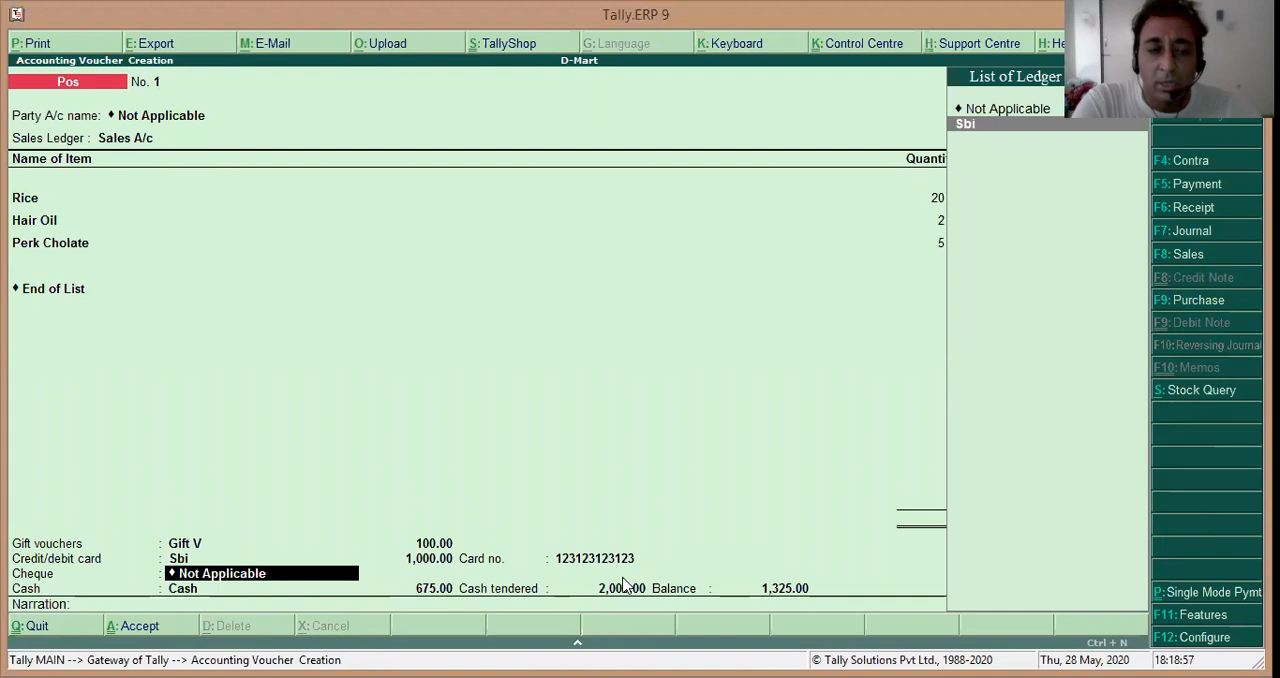 Tally.ERP 9
P: Print E: Export M: E-Mail O: Upload S: TallyShop G: Language K: Keyboard K: Control Centre H: Support Centre H:
Accounting Voucher Creation D-Mart
Pos No. 1
List of Ledger
Party A/c name: ♦ Not Applicable
♦ Not Applicable
Sales Ledger : Sales A/c
Sbi
Name of Item
Rice 20
Hair Oil 2
Perk Cholate 5
♦ End of List
F4: Contra
F5: Payment
F6: Receipt
F7: Journal
F8: Sales
F8: Credit Note
F9: Purchase
F9: Debit Note
F10: Reversing Journal
F10: Memos
S: Stock Query
Gift vouchers : Gift V 100.00
Credit/debit card : Sbi 1,000.00 Card no. : 123123123123
Cheque : ♦ Not Applicable
Cash : Cash 675.00 Cash tendered : 2,000.00 Balance : 1,325.00
Narration:
P: Single Mode Pymt
F11: Features
F12: Configure
Q: Quit A: Accept D: Delete X: Cancel
Ctrl + N
Tally MAIN --> Gateway of Tally --> Accounting Voucher Creation © Tally Solutions Pvt Ltd., 1988-2020 Thu, 28 May, 2020 18:18:57